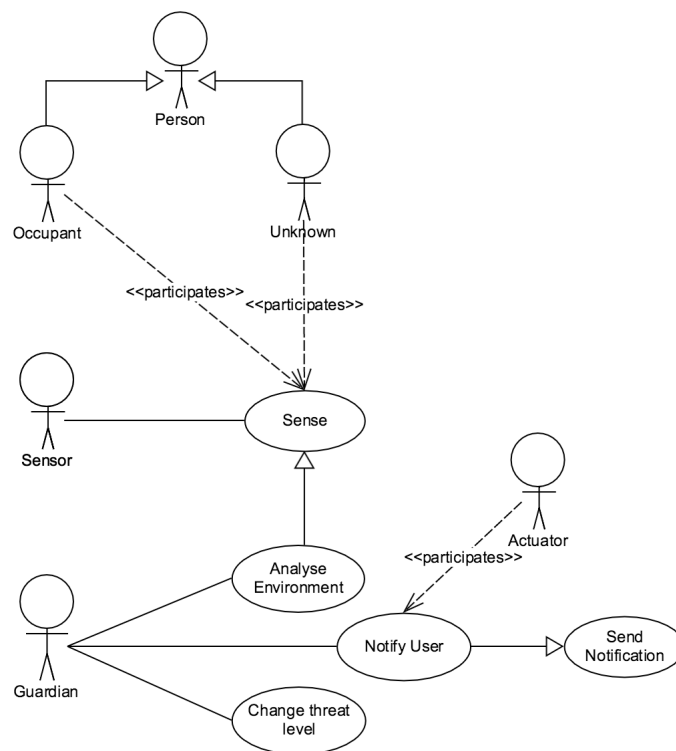 Person
Occupant
Unknown
<<participates>>
<<participates>>
Sense
Sensor
Actuator
<<participates>>
Analyse
Environment
Notify User
Send
Notification
Guardian
Change threat
level